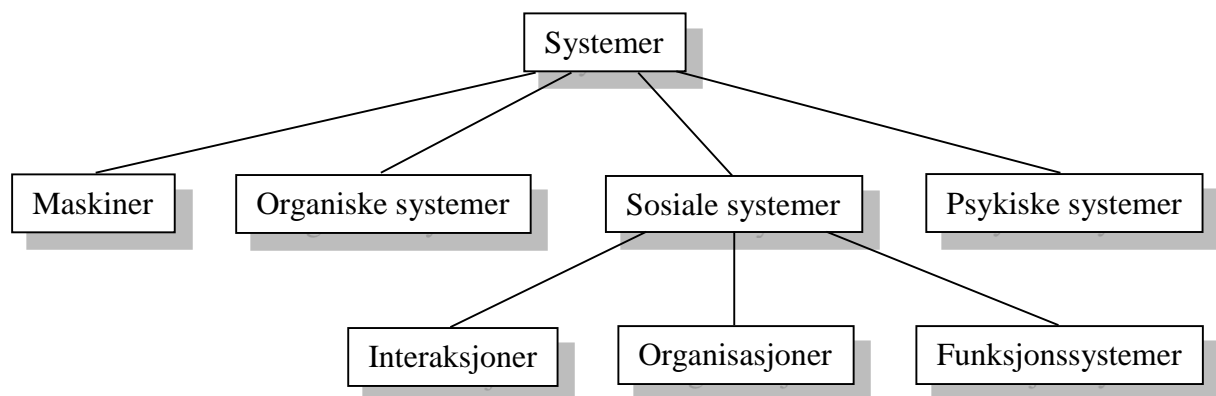 Systemer
Maskiner
Organiske systemer
Sosiale systemer
Psykiske systemer
Interaksjoner
Organisasjoner
Funksjonssystemer